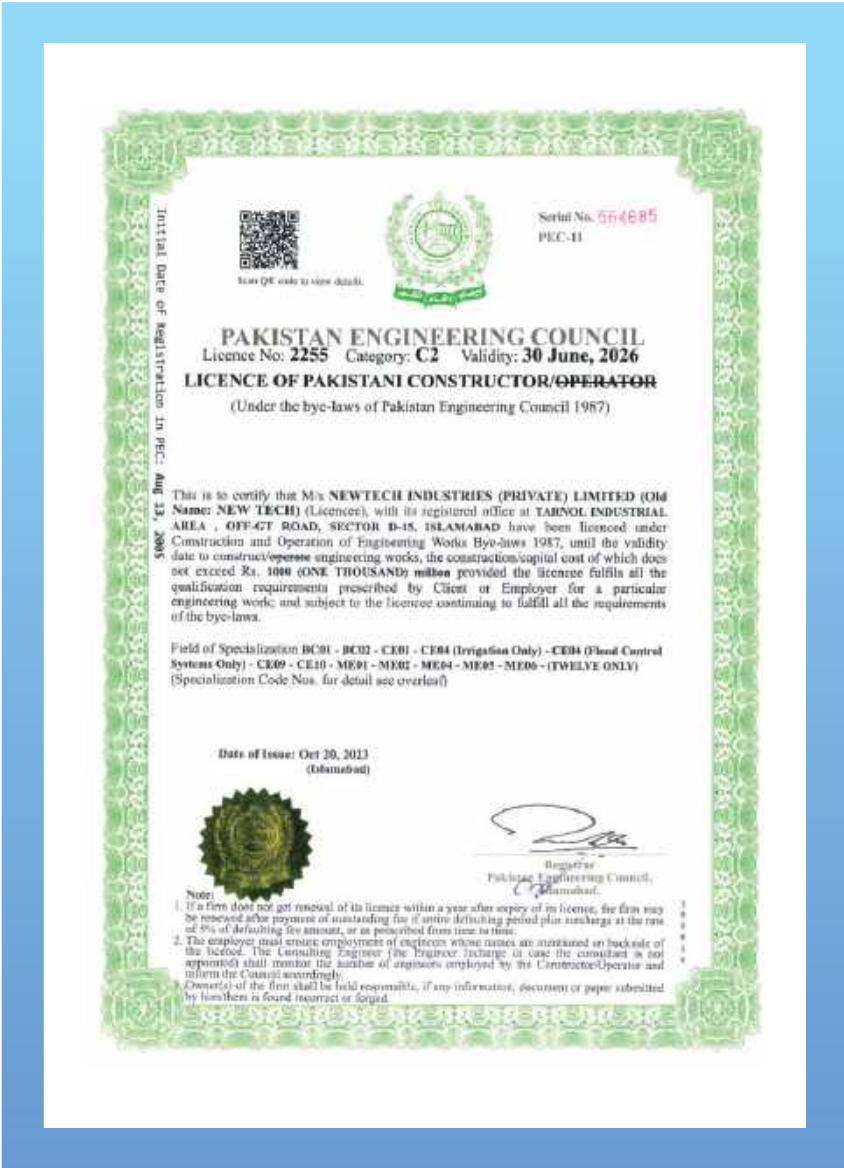 Serial No. 564685
PEC-11
Scan QR code to view details.
Initial Date of Registration in PEC: Aug 13, 2005
PAKISTAN ENGINEERING COUNCIL
Licence No: 2255 Category: C2 Validity: 30 June, 2026
LICENCE OF PAKISTANI CONSTRUCTOR/OPERATOR
(Under the bye-laws of Pakistan Engineering Council 1987)
This is to certify that M/s NEWTECH INDUSTRIES (PRIVATE) LIMITED (Old
Name: NEW TECH) (Licencee), with its registered office at TARNOL INDUSTRIAL
AREA , OFF-GT ROAD, SECTOR D-15, ISLAMABAD have been licenced under
Construction and Operation of Engineering Works Bye-laws 1987, until the validity
date to construct/operate engineering works, the construction/capital cost of which does
not exceed Rs. 1000 (ONE THOUSAND) million provided the licencee fulfils all the
qualification requirements prescribed by Client or Employer for a particular
engineering work; and subject to the licencee continuing to fulfill all the requirements
of the bye-laws.
Field of Specialization BC01 - BC02 - CE01 - CE04 (Irrigation Only) - CE04 (Flood Control
Systems Only) - CE09 - CE10 - ME01 - ME02 - ME04 - ME05 - ME06 - (TWELVE ONLY)
(Specialization Code Nos. for detail see overleaf)
Date of Issue: Oct 20, 2023
(Islamabad)
Registrar
Pakistan Engineering Council,
Islamabad.
Note:
1. If a firm does not get renewal of its licence within a year after expiry of its licence, the firm may
be renewed after payment of outstanding fee if entire defaulting period plus surcharge at the rate
of 5% of defaulting fee amount, or as prescribed from time to time.
2. The employer must ensure employment of engineers whose names are mentioned on backside of
the licence. The Consulting Engineer (the Engineer Incharge in case the consultant is not
appointed) shall monitor the number of engineers employed by the Constructor/Operator and
inform the Council accordingly.
3. Owner(s) of the firm shall be held responsible, if any information, document or paper submitted
by him/them is found incorrect or forged.